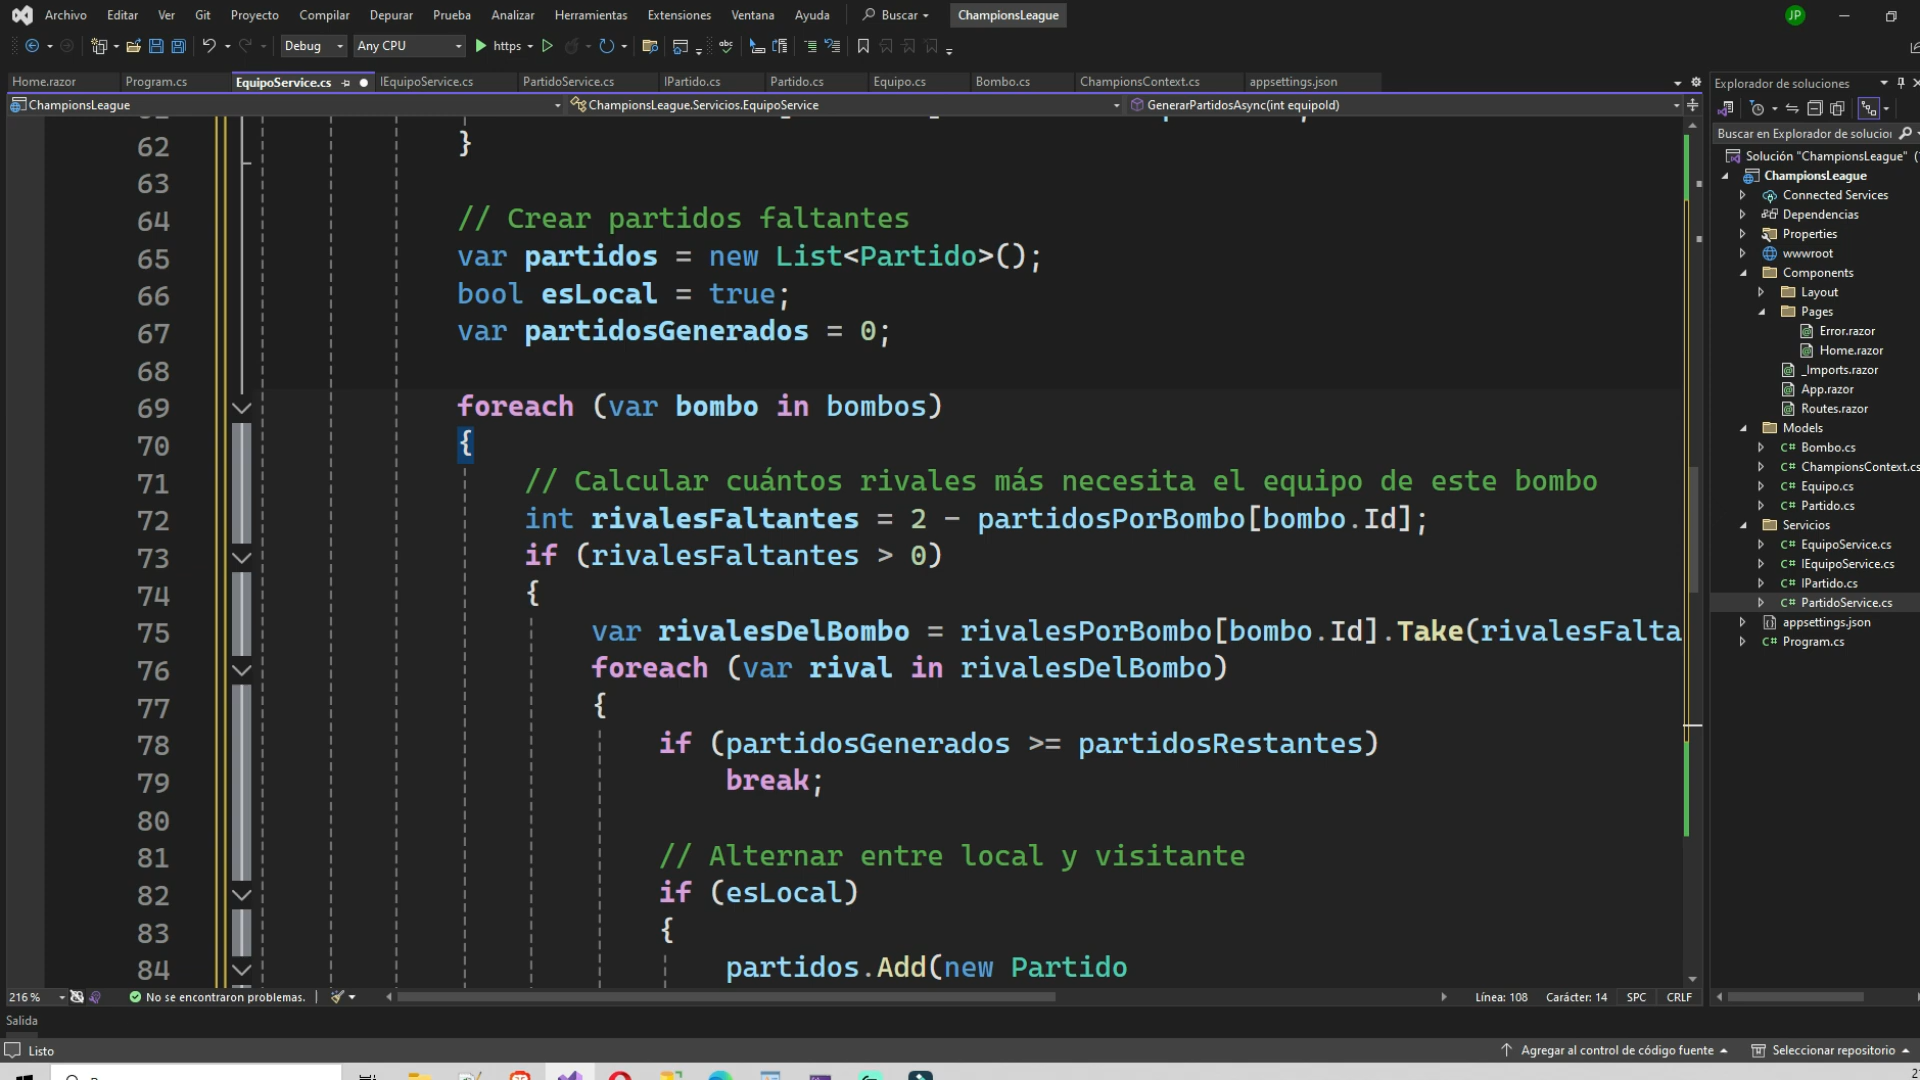 Archivo Editar Ver Git Proyecto Compilar Depurar Prueba Analizar Herramientas Extensiones Ventana Ayuda Buscar ChampionsLeague JP
Debug Any CPU https
Home.razor Program.cs EquipoService.cs IEquipoService.cs PartidoService.cs IPartido.cs Partido.cs Equipo.cs Bombo.cs ChampionsContext.cs appsettings.json
ChampionsLeague ChampionsLeague.Servicios.EquipoService GenerarPartidosAsync(int equipoId)
62 }
63
64 // Crear partidos faltantes
65 var partidos = new List<Partido>();
66 bool esLocal = true;
67 var partidosGenerados = 0;
68
69 foreach (var bombo in bombos)
70 {
71 // Calcular cuántos rivales más necesita el equipo de este bombo
72 int rivalesFaltantes = 2 - partidosPorBombo[bombo.Id];
73 if (rivalesFaltantes > 0)
74 {
75 var rivalesDelBombo = rivalesPorBombo[bombo.Id].Take(rivalesFalta
76 foreach (var rival in rivalesDelBombo)
77 {
78 if (partidosGenerados >= partidosRestantes)
79 break;
80
81 // Alternar entre local y visitante
82 if (esLocal)
83 {
84 partidos.Add(new Partido
216 % No se encontraron problemas. Línea: 108 Carácter: 14 SPC CRLF
Salida
Listo Agregar al control de código fuente Seleccionar repositorio
Explorador de soluciones
Buscar en Explorador de solucio
Solución "ChampionsLeague" (
ChampionsLeague
Connected Services
Dependencias
Properties
wwwroot
Components
Layout
Pages
Error.razor
Home.razor
_Imports.razor
App.razor
Routes.razor
Models
C# Bombo.cs
C# ChampionsContext.cs
C# Equipo.cs
C# Partido.cs
Servicios
C# EquipoService.cs
C# IEquipoService.cs
C# IPartido.cs
C# PartidoService.cs
appsettings.json
C# Program.cs